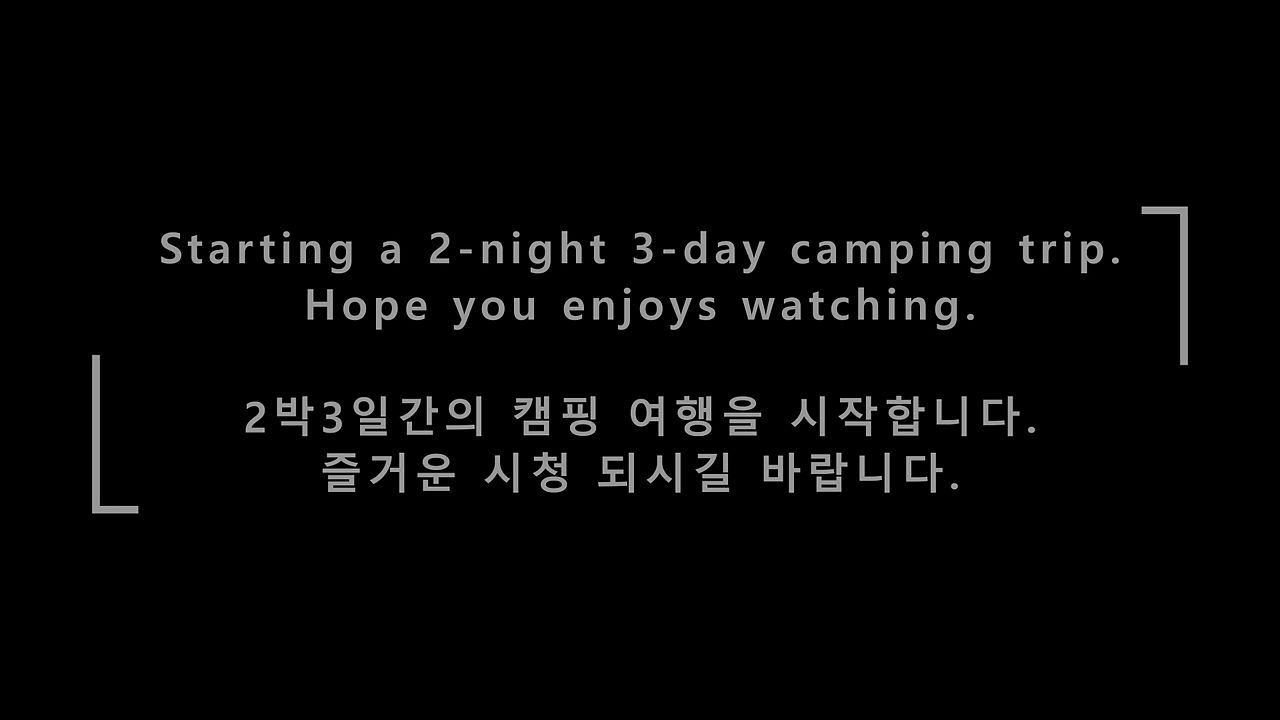 Starting a 2-night 3-day camping trip.
Hope you enjoys watching.
2박3일간의 캠핑 여행을 시작합니다.
즐거운 시청 되시길 바랍니다.